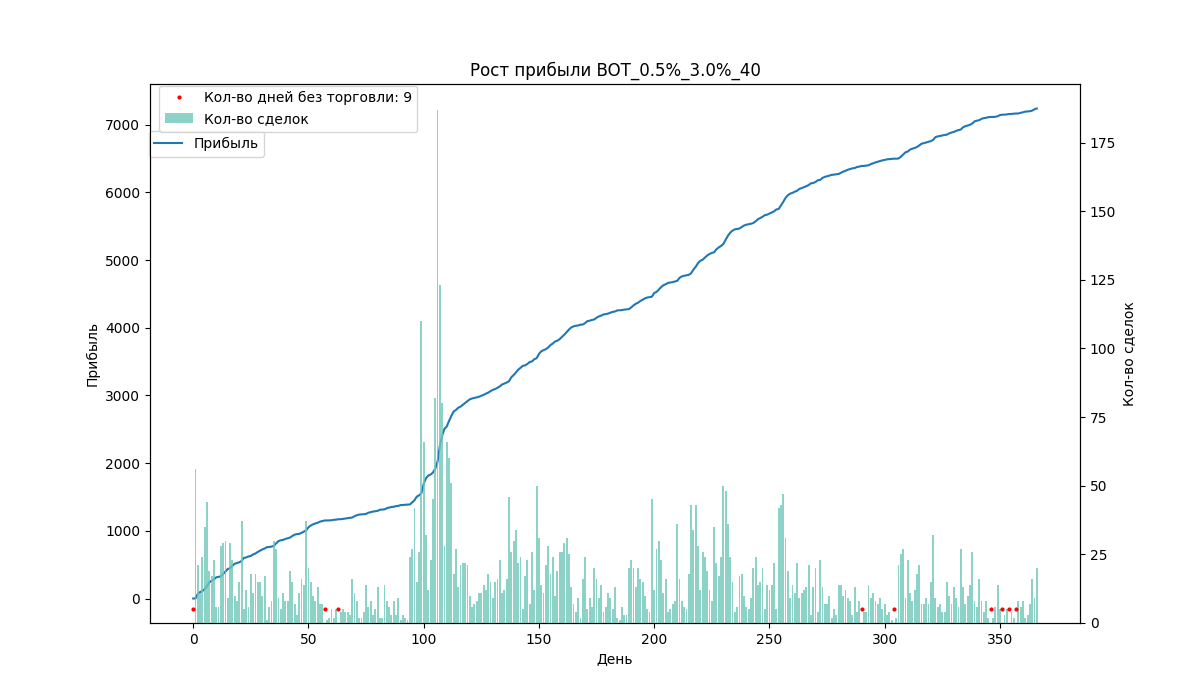 Рост прибыли BOT_0.5%_3.0%_40
Кол-во дней без торговли: 9
Кол-во сделок
Прибыль
7000
6000
5000
4000
3000
2000
1000
0
Прибыль
175
150
125
100
75
50
25
0
Кол-во сделок
0 50 100 150 200 250 300 350
День